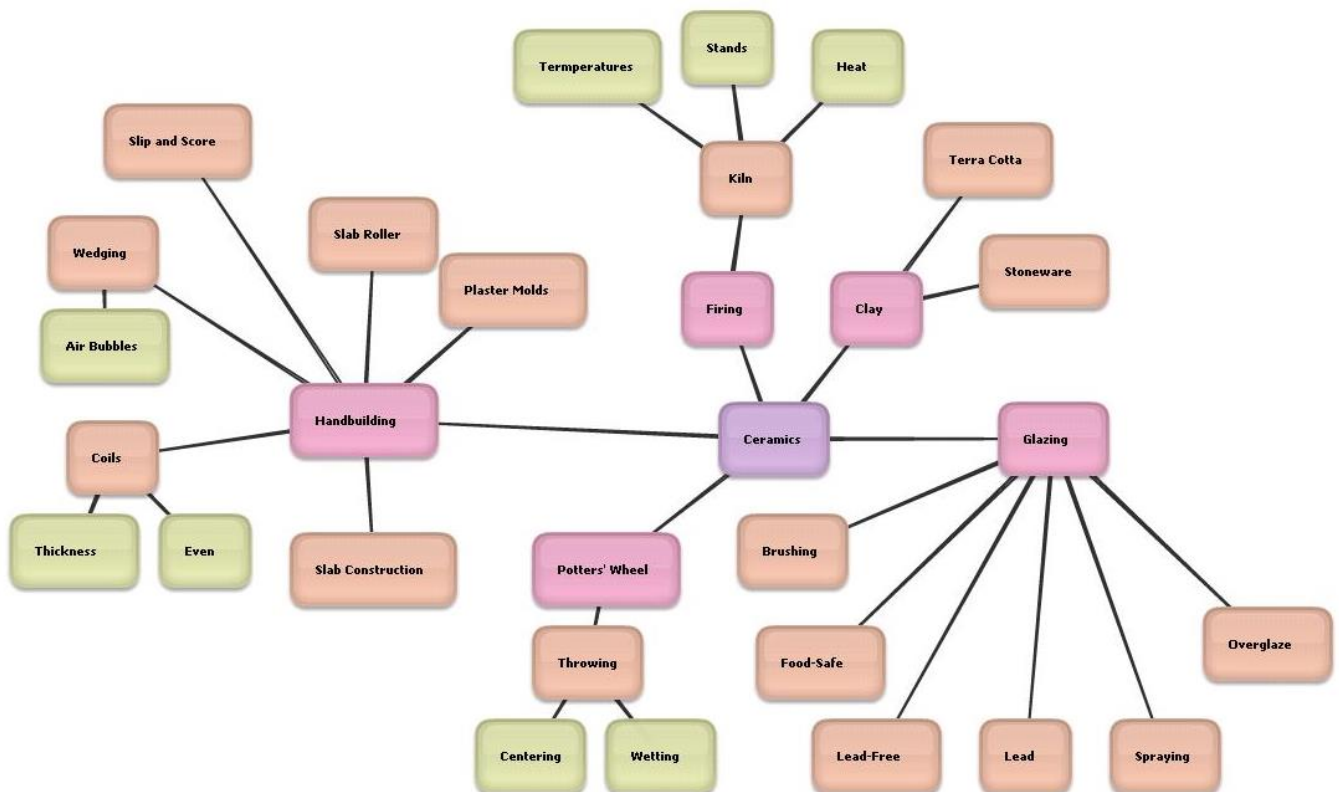 Stands
Termperatures
Heat
Slip and Score
Terra Cotta
Kiln
Slab Roller
Wedging
Stoneware
Plaster Molds
Firing
Clay
Air Bubbles
Handbuilding
Ceramics
Glazing
Coils
Thickness
Even
Brushing
Slab Construction
Potters' Wheel
Overglaze
Throwing
Food-Safe
Centering
Wetting
Lead-Free
Lead
Spraying